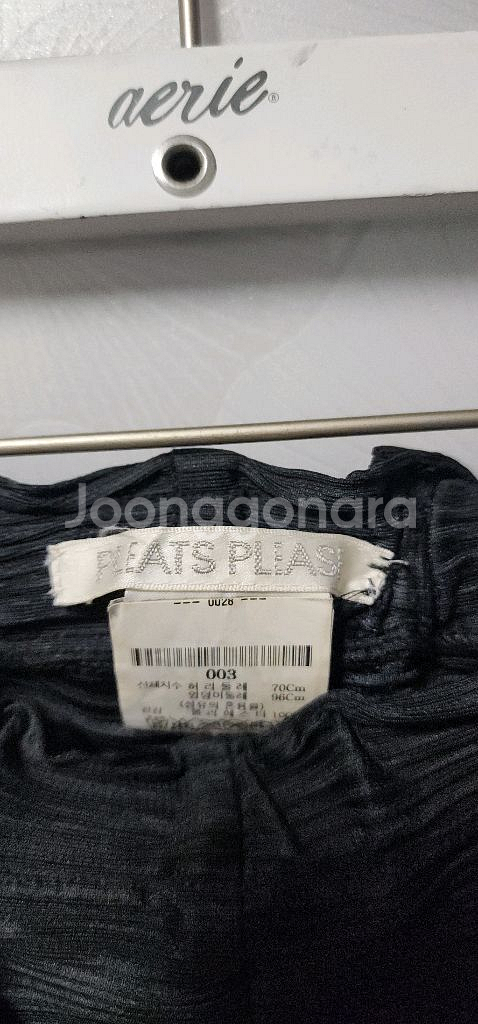 aerie®
Joonggonara
PLEATS PLEAS
--- 0028 ---
003
신체치수 허리둘레 70Cm
엉덩이둘레 96Cm